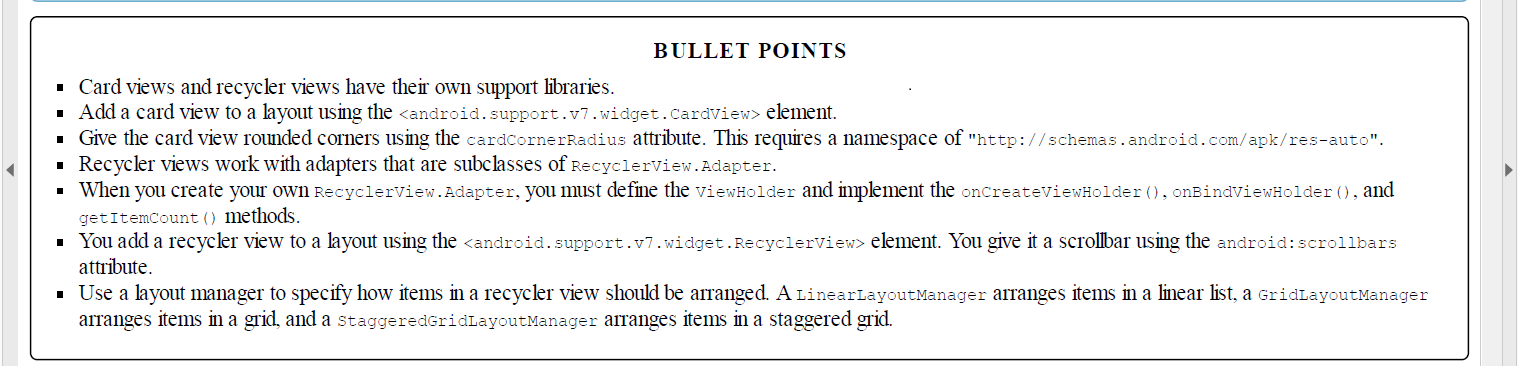 BULLET POINTS
▪ Card views and recycler views have their own support libraries.
▪ Add a card view to a layout using the <android.support.v7.widget.CardView> element.
▪ Give the card view rounded corners using the cardCornerRadius attribute. This requires a namespace of "http://schemas.android.com/apk/res-auto".
▪ Recycler views work with adapters that are subclasses of RecyclerView.Adapter.
▪ When you create your own RecyclerView.Adapter, you must define the ViewHolder and implement the onCreateViewHolder(), onBindViewHolder(), and
getItemCount() methods.
▪ You add a recycler view to a layout using the <android.support.v7.widget.RecyclerView> element. You give it a scrollbar using the android:scrollbars
attribute.
▪ Use a layout manager to specify how items in a recycler view should be arranged. A LinearLayoutManager arranges items in a linear list, a GridLayoutManager
arranges items in a grid, and a StaggeredGridLayoutManager arranges items in a staggered grid.